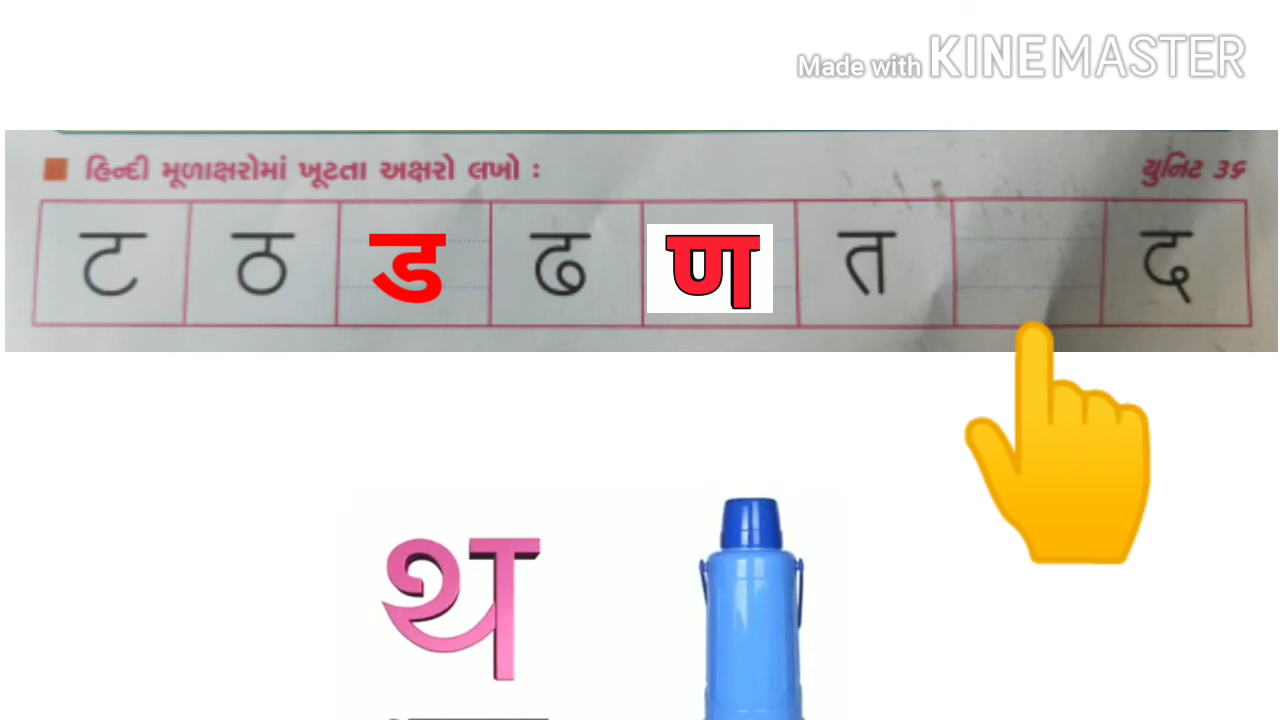 Made with KINEMASTER
હિન્દી મૂળાક્ષરોમાં ખૂટતા અક્ષરો લખો : યુનિટ ૩૬
ट ठ ड ढ ण त द
थ